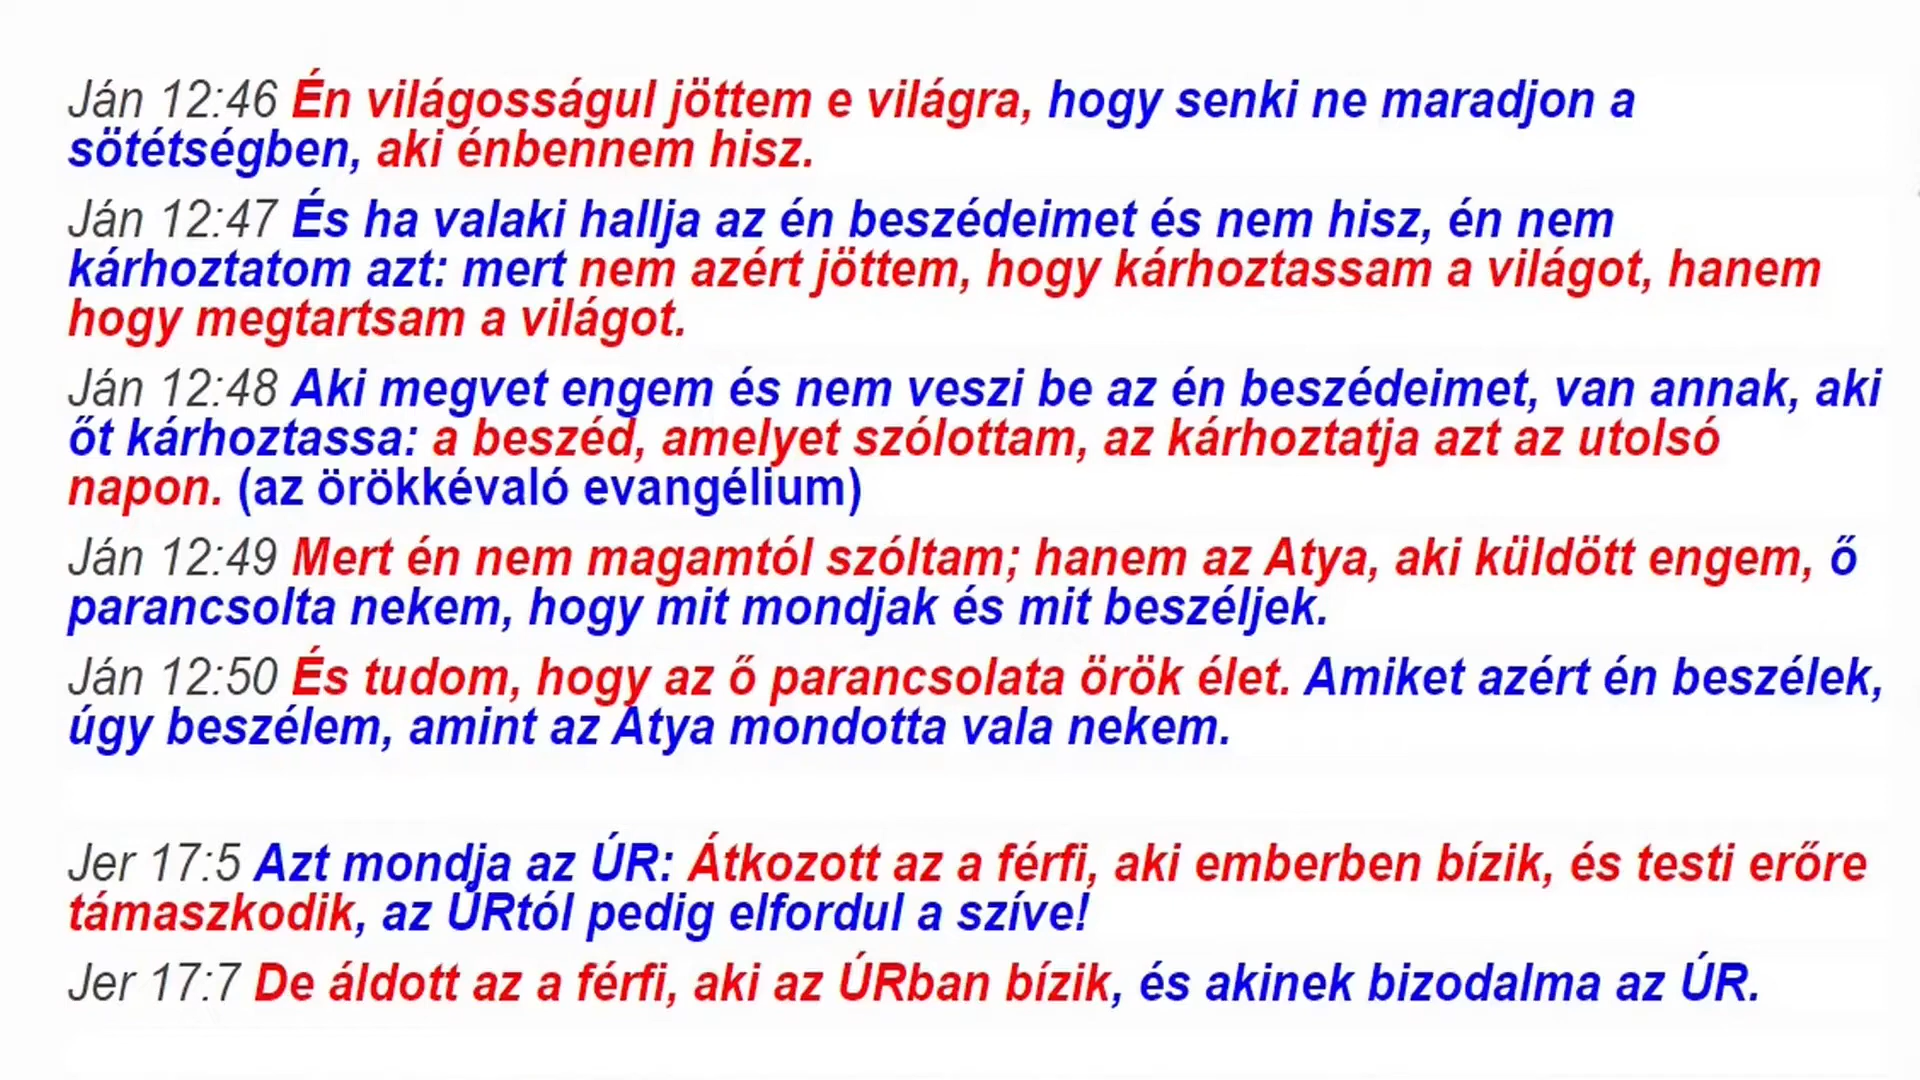 Ján 12:46 Én világosságul jöttem e világra, hogy senki ne maradjon a
sötétségben, aki énbennem hisz.
Ján 12:47 És ha valaki hallja az én beszédeimet és nem hisz, én nem
kárhoztatom azt: mert nem azért jöttem, hogy kárhoztassam a világot, hanem
hogy megtartsam a világot.
Ján 12:48 Aki megvet engem és nem veszi be az én beszédeimet, van annak, aki
őt kárhoztassa: a beszéd, amelyet szólottam, az kárhoztatja azt az utolsó
napon. (az örökkévaló evangélium)
Ján 12:49 Mert én nem magamtól szóltam; hanem az Atya, aki küldött engem, ő
parancsolta nekem, hogy mit mondjak és mit beszéljek.
Ján 12:50 És tudom, hogy az ő parancsolata örök élet. Amiket azért én beszélek,
úgy beszélem, amint az Atya mondotta vala nekem.
Jer 17:5 Azt mondja az ÚR: Átkozott az a férfi, aki emberben bízik, és testi erőre
támaszkodik, az ÚRtól pedig elfordul a szíve!
Jer 17:7 De áldott az a férfi, aki az ÚRban bízik, és akinek bizodalma az ÚR.